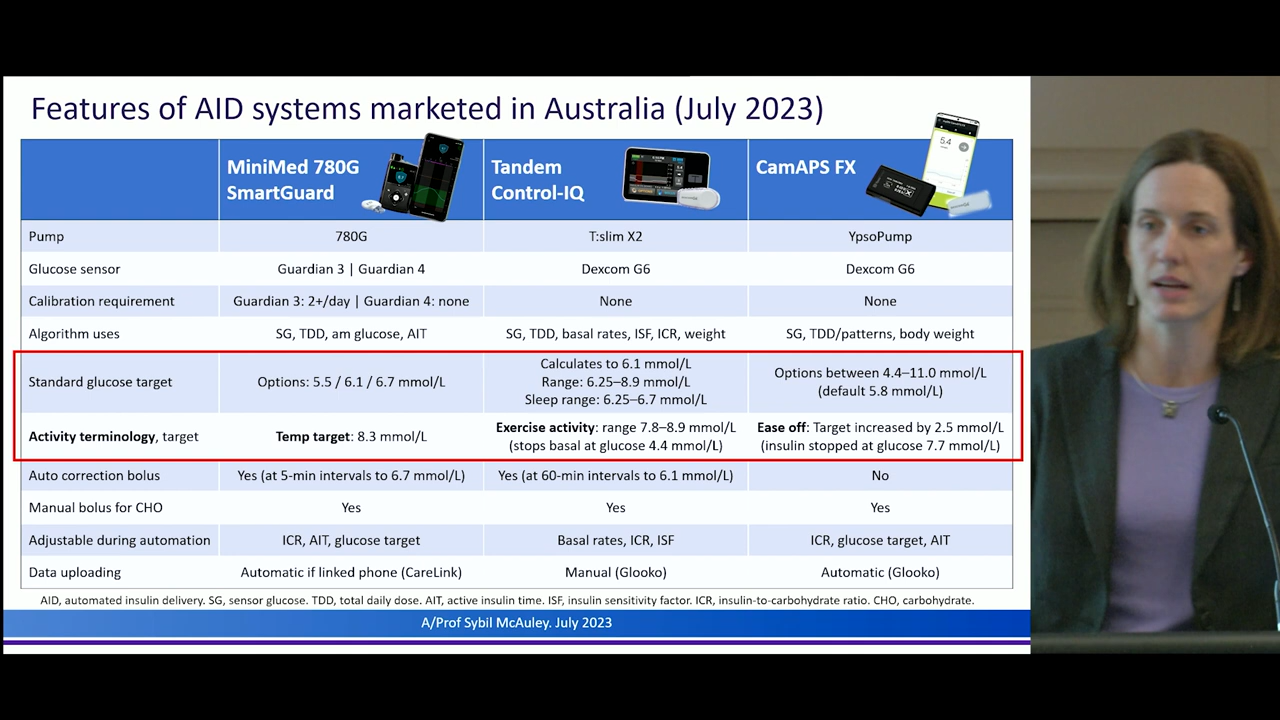 Features of AID systems marketed in Australia (July 2023)
MiniMed 780G SmartGuard
Tandem Control-IQ
CamAPS FX
Pump
780G
T:slim X2
YpsoPump
Glucose sensor
Guardian 3 | Guardian 4
Dexcom G6
Dexcom G6
Calibration requirement
Guardian 3: 2+/day | Guardian 4: none
None
None
Algorithm uses
SG, TDD, am glucose, AIT
SG, TDD, basal rates, ISF, ICR, weight
SG, TDD/patterns, body weight
Standard glucose target
Options: 5.5 / 6.1 / 6.7 mmol/L
Calculates to 6.1 mmol/L
Range: 6.25–8.9 mmol/L
Sleep range: 6.25–6.7 mmol/L
Options between 4.4–11.0 mmol/L
(default 5.8 mmol/L)
Activity terminology, target
Temp target: 8.3 mmol/L
Exercise activity: range 7.8–8.9 mmol/L
(stops basal at glucose 4.4 mmol/L)
Ease off: Target increased by 2.5 mmol/L
(insulin stopped at glucose 7.7 mmol/L)
Auto correction bolus
Yes (at 5-min intervals to 6.7 mmol/L)
Yes (at 60-min intervals to 6.1 mmol/L)
No
Manual bolus for CHO
Yes
Yes
Yes
Adjustable during automation
ICR, AIT, glucose target
Basal rates, ICR, ISF
ICR, glucose target, AIT
Data uploading
Automatic if linked phone (CareLink)
Manual (Glooko)
Automatic (Glooko)
AID, automated insulin delivery. SG, sensor glucose. TDD, total daily dose. AIT, active insulin time. ISF, insulin sensitivity factor. ICR, insulin-to-carbohydrate ratio. CHO, carbohydrate.
A/Prof Sybil McAuley. July 2023